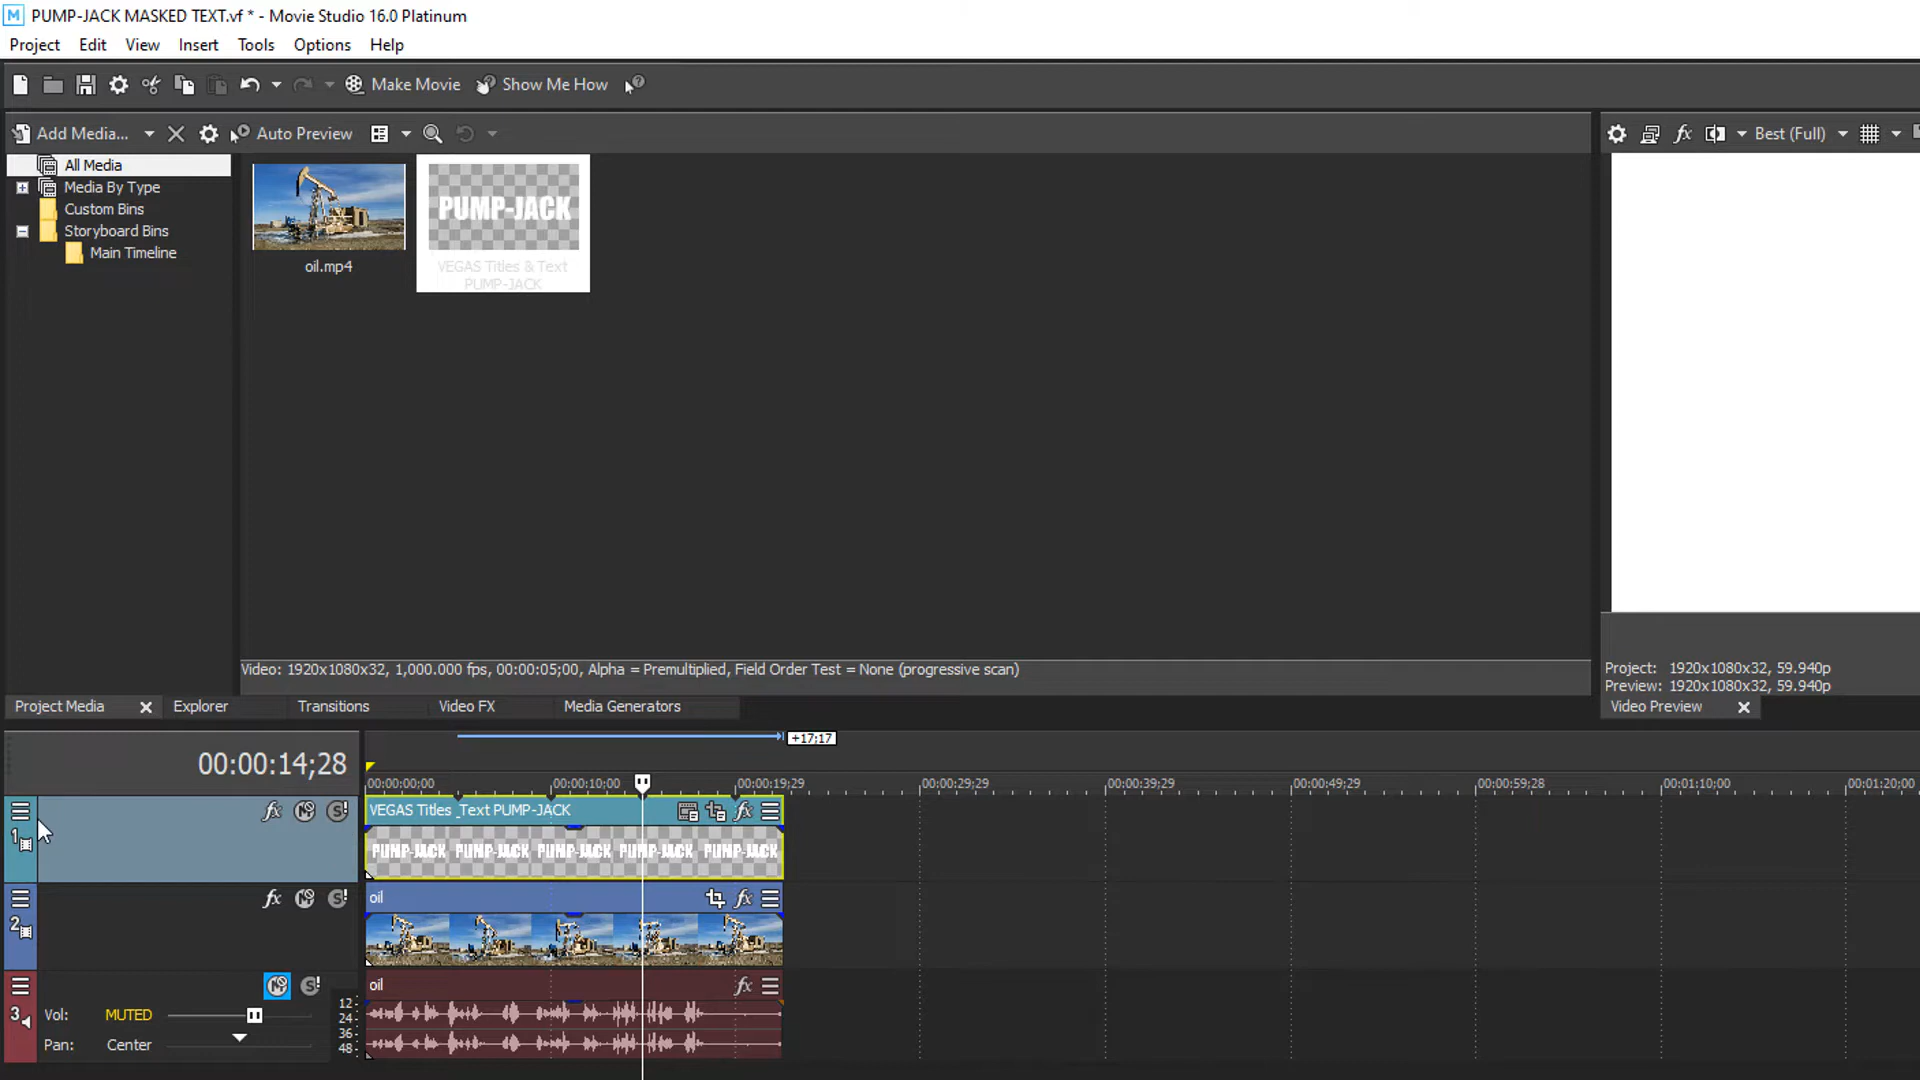 PUMP-JACK MASKED TEXT.vf * - Movie Studio 16.0 Platinum
Project Edit View Insert Tools Options Help
Make Movie Show Me How
Add Media... Auto Preview Best (Full)
All Media
Media By Type
Custom Bins
Storyboard Bins
Main Timeline
PUMP-JACK
oil.mp4
VEGAS Titles & Text
PUMP-JACK
Video: 1920x1080x32, 1,000.000 fps, 00:00:05;00, Alpha = Premultiplied, Field Order Test = None (progressive scan)
Project: 1920x1080x32, 59.940p
Preview: 1920x1080x32, 59.940p
Project Media Explorer Transitions Video FX Media Generators Video Preview
+17;17
00:00:14;28
00:00:00;00 00:00:10;00 00:00:19;29 00:00:29;29 00:00:39;29 00:00:49;29 00:00:59;28 00:01:10;00 00:01:20;00
fx VEGAS Titles _Text PUMP-JACK fx
1
PUMP-JACK PUMP-JACK PUMP-JACK PUMP-JACK PUMP-JACK
fx oil fx
2
oil fx
3 Vol: MUTED
Pan: Center
12
24
36
48